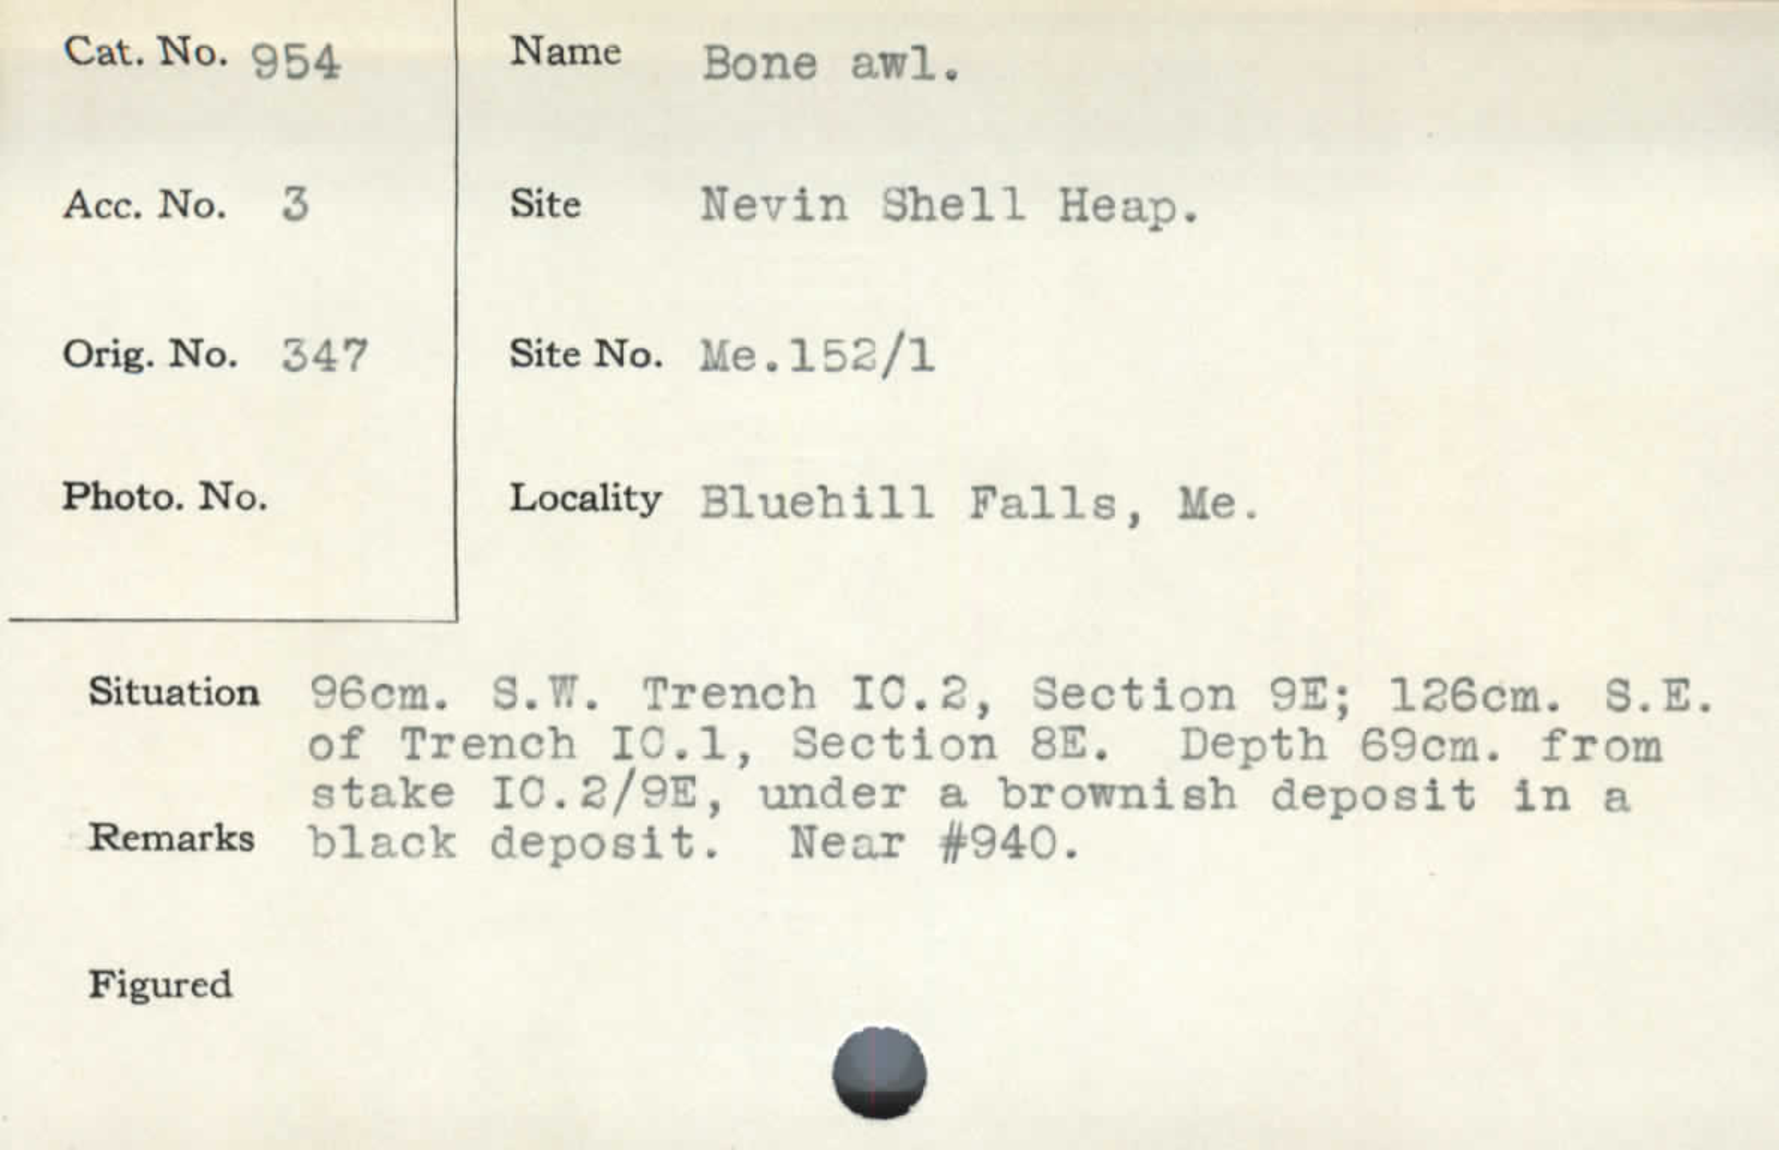 Cat. No. 954
Name Bone awl.
Acc. No. 3
Site Nevin Shell Heap.
Orig. No. 347
Site No. Me.152/1
Photo. No.
Locality Bluehill Falls, Me.
Situation 96cm. S.W. Trench IC.2, Section 9E; 126cm. S.E.
of Trench IC.1, Section 8E. Depth 69cm. from
stake IC.2/9E, under a brownish deposit in a
Remarks black deposit. Near #940.
Figured